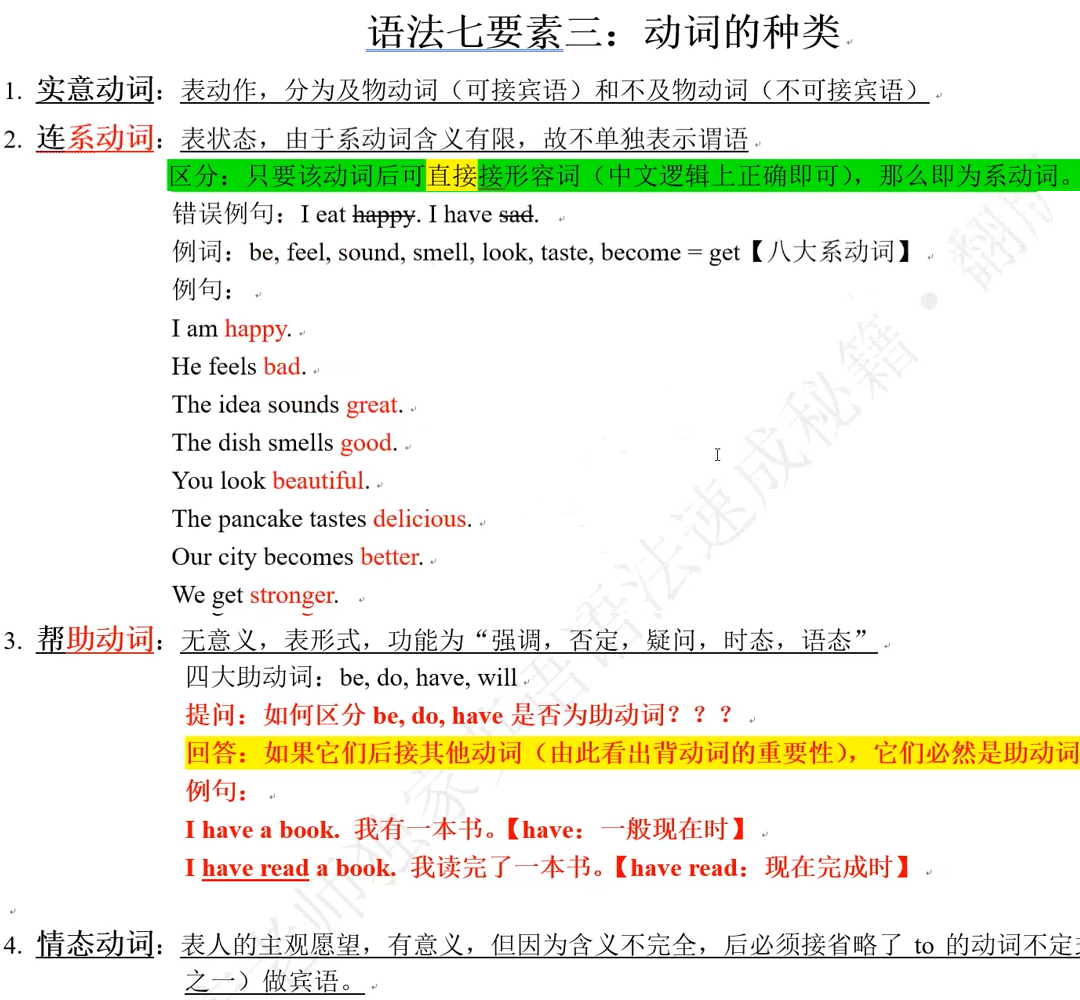 语法七要素三：动词的种类
1. 实意动词：表动作，分为及物动词（可接宾语）和不及物动词（不可接宾语）
2. 连系动词：表状态，由于系动词含义有限，故不单独表示谓语
区分：只要该动词后可直接接形容词（中文逻辑上正确即可），那么即为系动词。
错误例句：I eat happy. I have sad.
例词：be, feel, sound, smell, look, taste, become = get【八大系动词】
例句：
I am happy.
He feels bad.
The idea sounds great.
The dish smells good.
You look beautiful.
The pancake tastes delicious.
Our city becomes better.
We get stronger.
3. 帮助动词：无意义，表形式，功能为“强调，否定，疑问，时态，语态”
四大助动词：be, do, have, will
提问：如何区分 be, do, have 是否为助动词？？？
回答：如果它们后接其他动词（由此看出背动词的重要性），它们必然是助动词
例句：
I have a book. 我有一本书。【have：一般现在时】
I have read a book. 我读完了一本书。【have read：现在完成时】
4. 情态动词：表人的主观愿望，有意义，但因为含义不完全，后必须接省略了 to 的动词不定
之一）做宾语。
老师独家英语语法速成秘籍·翻版